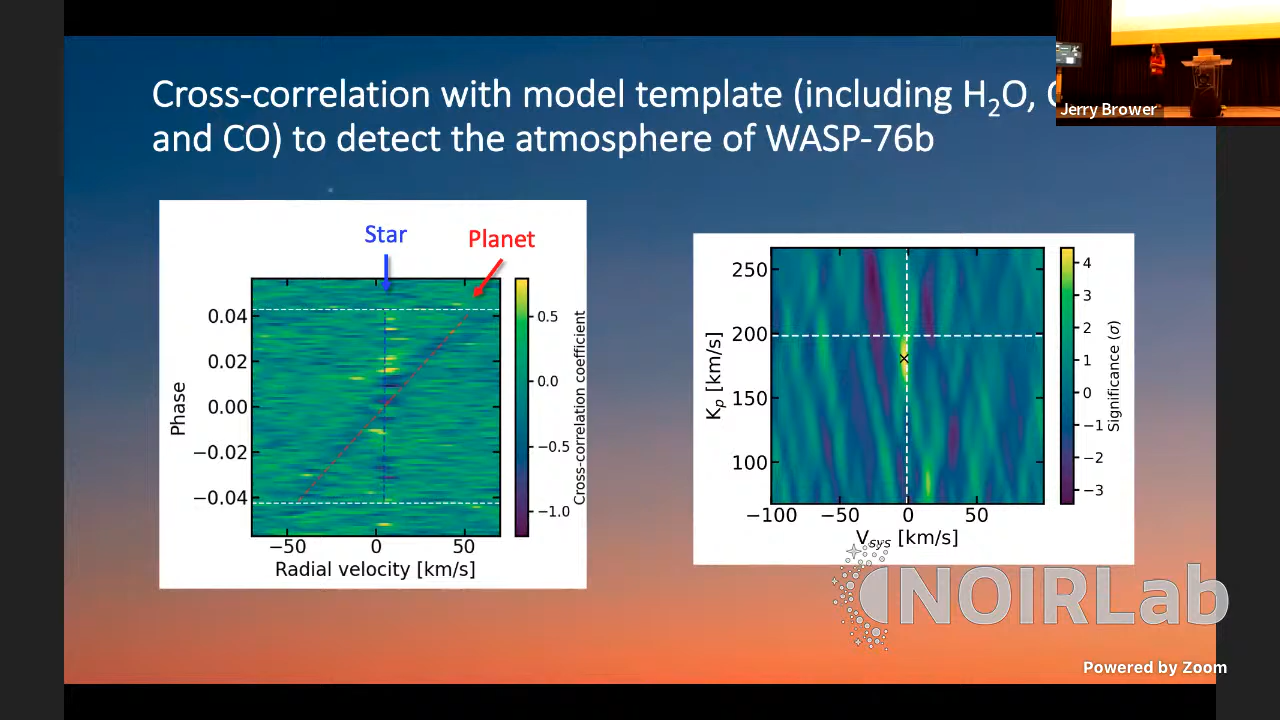 Cross-correlation with model template (including H₂O,
and CO) to detect the atmosphere of WASP-76b
Jerry Brower
Star
Planet
0.04
0.02
0.00
−0.02
−0.04
Phase
−50
0
50
Radial velocity [km/s]
0.5
0.0
−0.5
−1.0
Cross-correlation coefficient
250
200
150
100
Kₚ [km/s]
−100
−50
0
50
Vₛᵧₛ [km/s]
4
3
2
1
0
−1
−2
−3
Significance (σ)
NOIRLab
Powered by Zoom